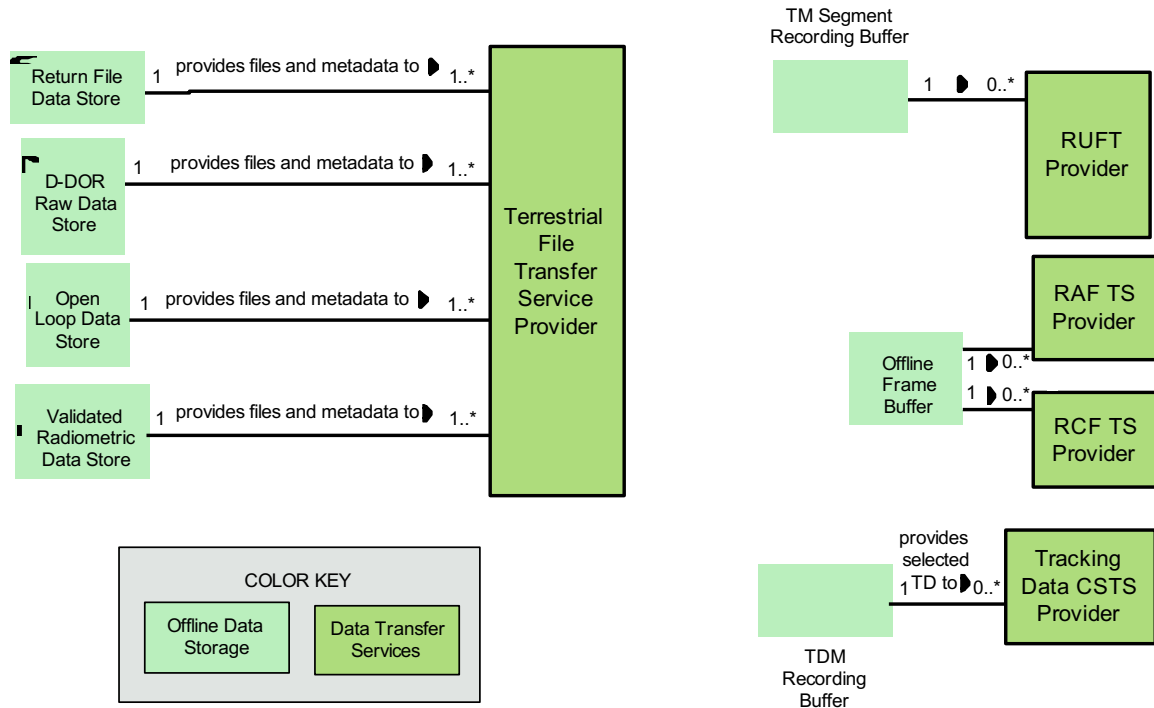 Return File
Data Store
1
provides files and metadata to
1..*
D-DOR
Raw Data
Store
1
provides files and metadata to
1..*
Open
Loop Data
Store
1
provides files and metadata to
1..*
Validated
Radiometric
Data Store
1
provides files and metadata to
1..*
Terrestrial
File
Transfer
Service
Provider
COLOR KEY
Offline Data
Storage
Data Transfer
Services
TM Segment
Recording Buffer
1
0..*
RUFT
Provider
Offline
Frame
Buffer
1
0..*
1
0..*
RAF TS
Provider
RCF TS
Provider
provides
selected
TD to
1
0..*
Tracking
Data CSTS
Provider
TDM
Recording
Buffer